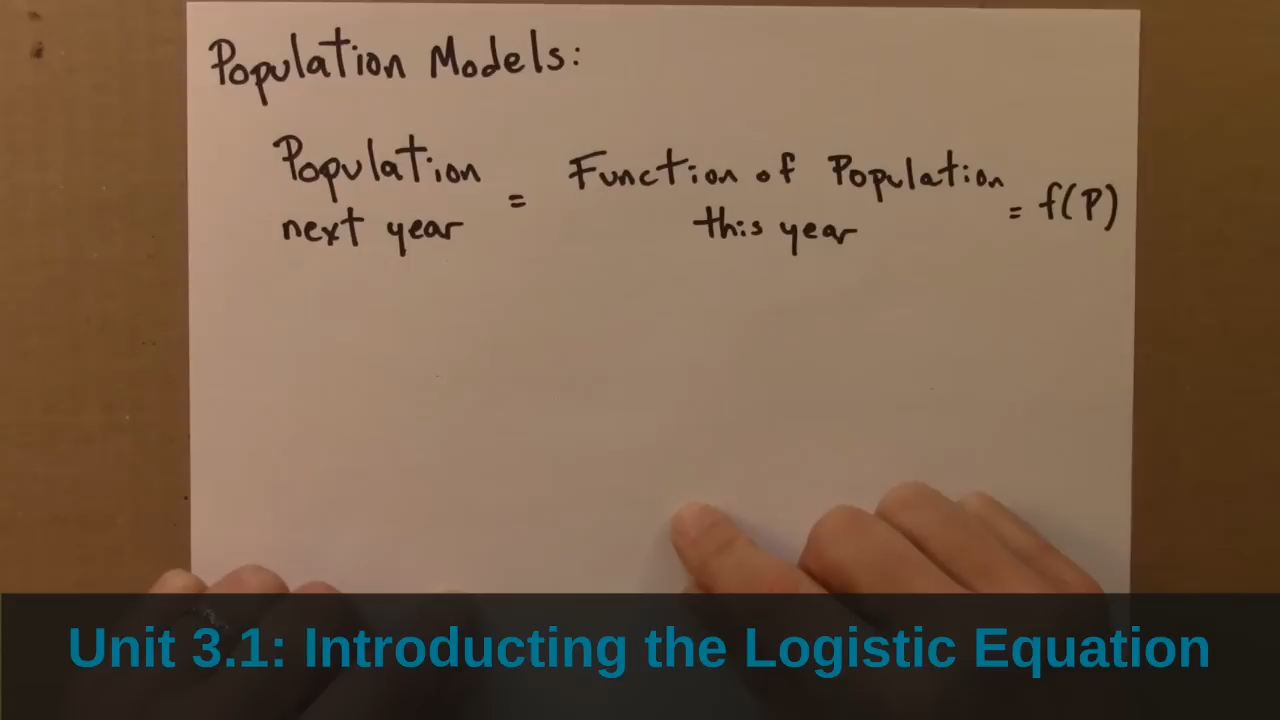 Population Models:
Population = Function of Population = f(P)
next year this year
Unit 3.1: Introducting the Logistic Equation